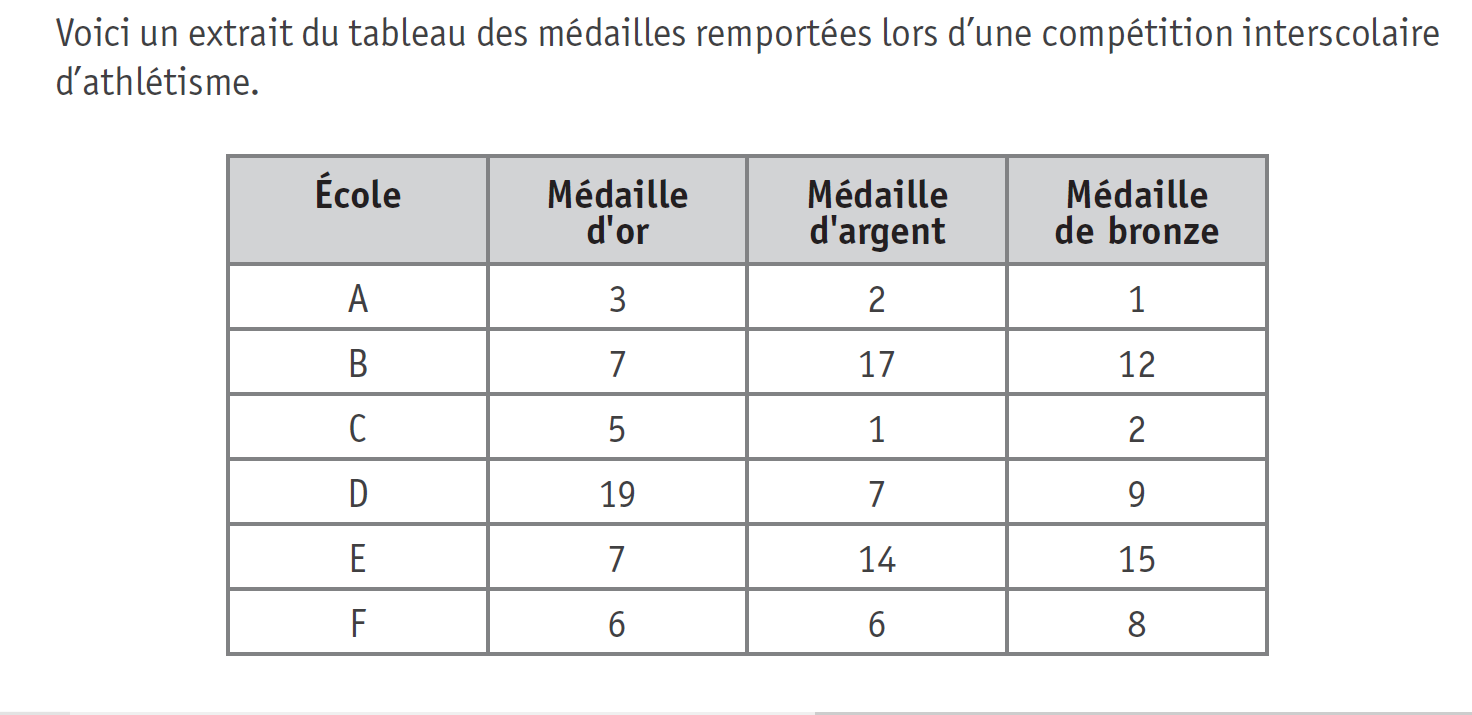 Voici un extrait du tableau des médailles remportées lors d’une compétition interscolaire
d’athlétisme.
École Médaille d'or Médaille d'argent Médaille de bronze
A 3 2 1
B 7 17 12
C 5 1 2
D 19 7 9
E 7 14 15
F 6 6 8